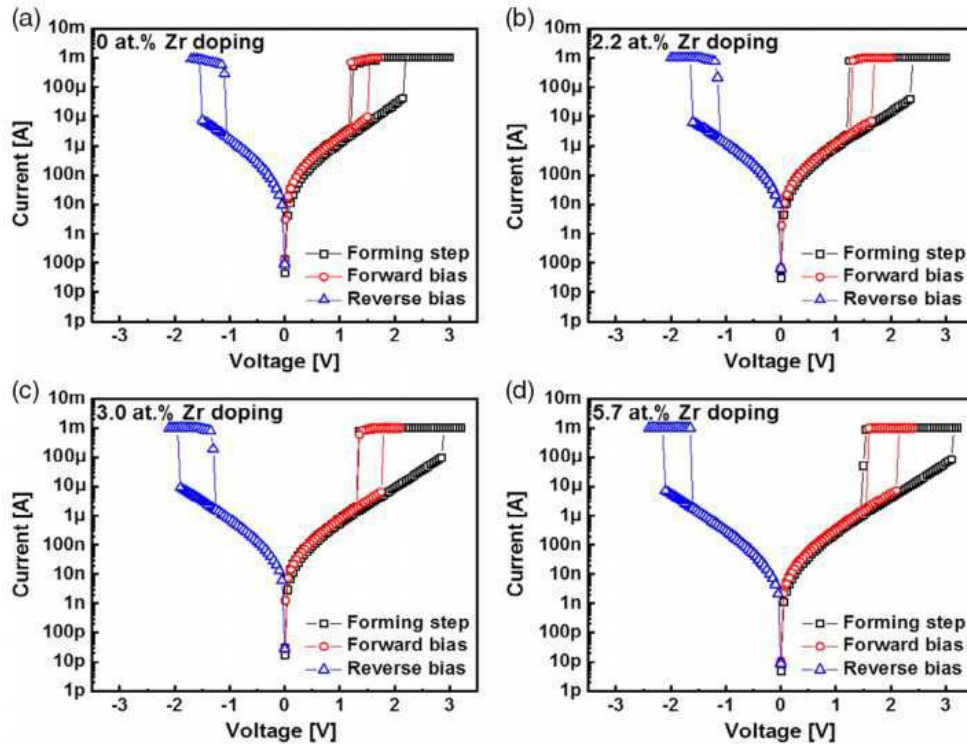 (a)
0 at.% Zr doping
10m
1m
100µ
10µ
1µ
100n
10n
1n
100p
10p
1p
Current [A]
Forming step
Forward bias
Reverse bias
-3 -2 -1 0 1 2 3
Voltage [V]
(b)
2.2 at.% Zr doping
10m
1m
100µ
10µ
1µ
100n
10n
1n
100p
10p
1p
Current [A]
Forming step
Forward bias
Reverse bias
-3 -2 -1 0 1 2 3
Voltage [V]
(c)
3.0 at.% Zr doping
10m
1m
100µ
10µ
1µ
100n
10n
1n
100p
10p
1p
Current [A]
Forming step
Forward bias
Reverse bias
-3 -2 -1 0 1 2 3
Voltage [V]
(d)
5.7 at.% Zr doping
10m
1m
100µ
10µ
1µ
100n
10n
1n
100p
10p
1p
Current [A]
Forming step
Forward bias
Reverse bias
-3 -2 -1 0 1 2 3
Voltage [V]